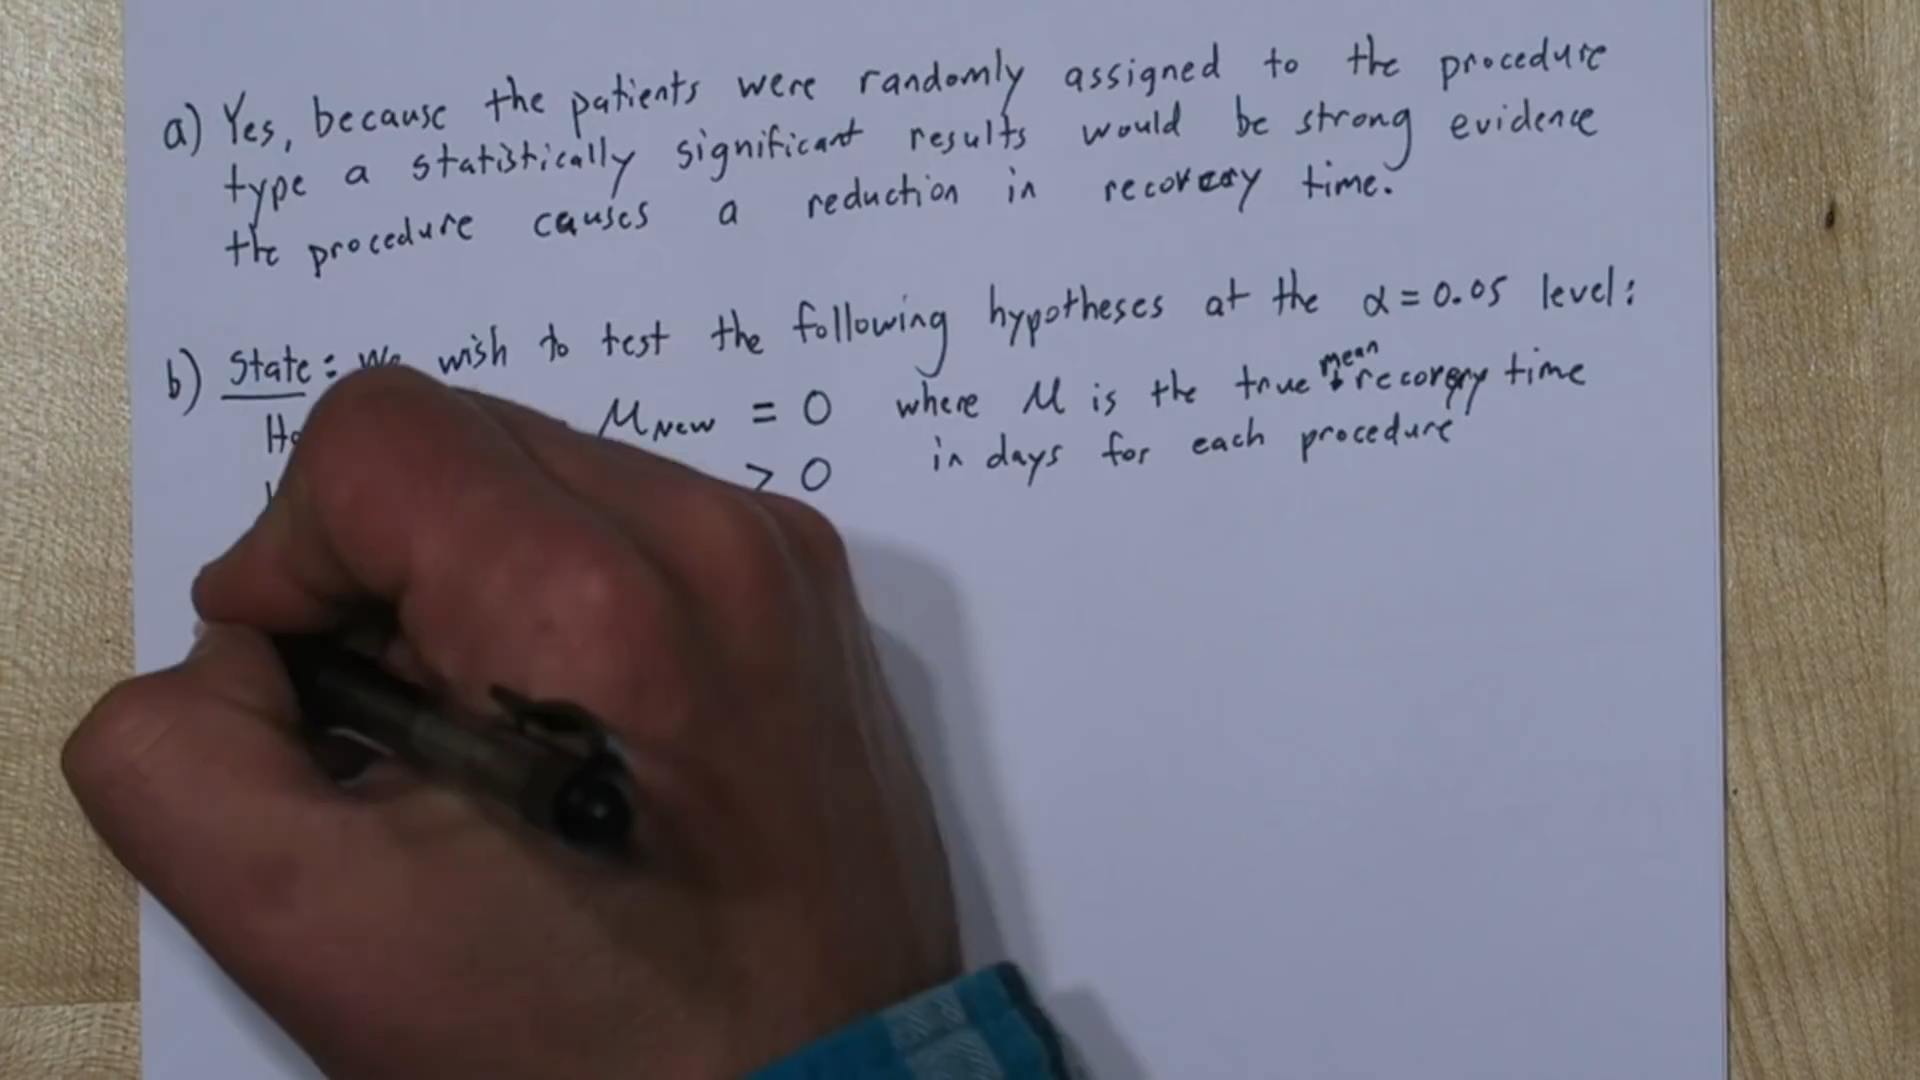 a) Yes, because the patients were randomly assigned to the procedure
type a statistically significant results would be strong evidence
the procedure causes a reduction in recovery time.
b) State: We wish to test the following hypotheses at the α = 0.05 level:
μNew = 0 where μ is the true mean recovery time
> 0 in days for each procedure